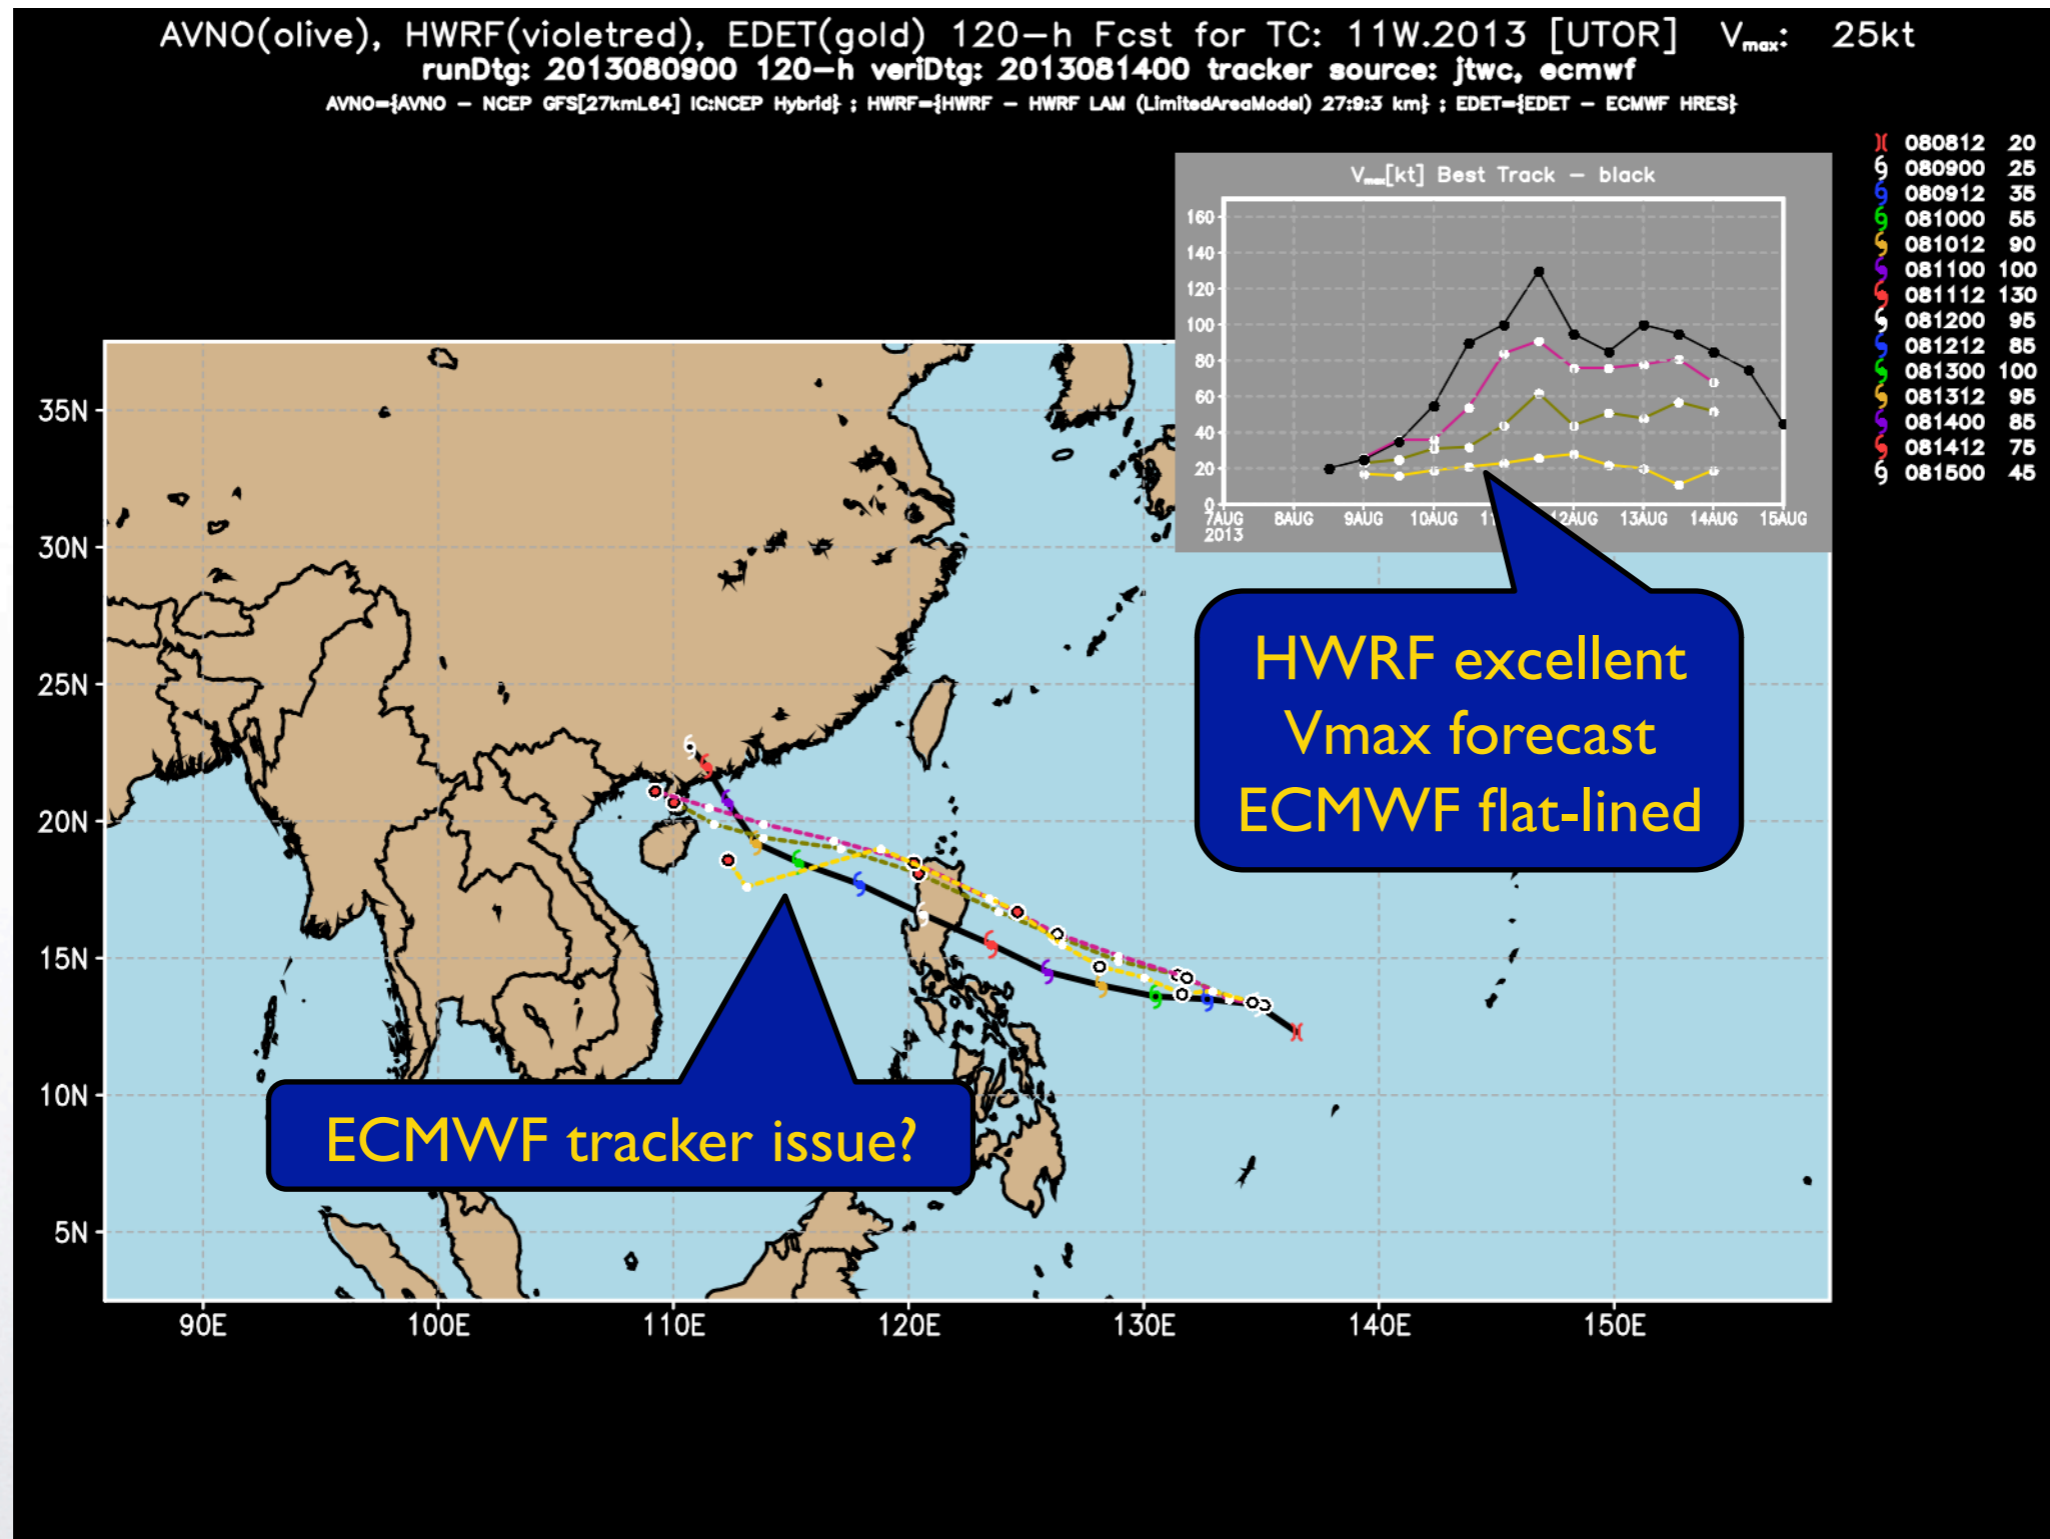 AVNO(olive), HWRF(violetred), EDET(gold) 120-h Fcst for TC: 11W.2013 [UTOR] Vmax: 25kt
runDtg: 2013080900 120-h veriDtg: 2013081400 tracker source: jtwc, ecmwf
AVNO={AVNO - NCEP GFS[27kmL64] IC:NCEP Hybrid} ; HWRF={HWRF - HWRF LAM (LimitedAreaModel) 27:9:3 km} ; EDET={EDET - ECMWF HRES}
080812 20
080900 25
080912 35
081000 55
081012 90
081100 100
081112 130
081200 95
081212 85
081300 100
081312 95
081400 85
081412 75
081500 45
Vmax[kt] Best Track - black
160
140
120
100
80
60
40
20
0
7AUG 8AUG 9AUG 10AUG 12AUG 13AUG 14AUG 15AUG
2013
HWRF excellent
Vmax forecast
ECMWF flat-lined
ECMWF tracker issue?
35N
30N
25N
20N
15N
10N
5N
90E 100E 110E 120E 130E 140E 150E